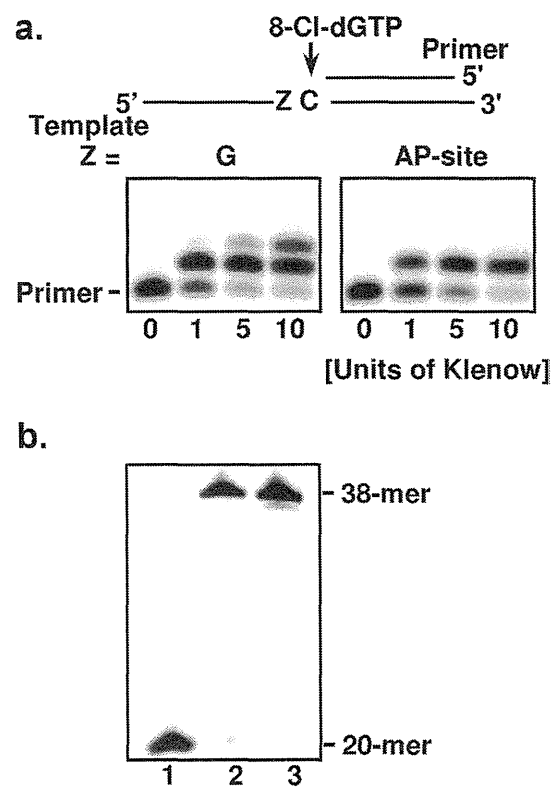 a.
8-Cl-dGTP
Primer
5'
5' Z C 3'
Template
Z = G AP-site
Primer
0 1 5 10 0 1 5 10
[Units of Klenow]
b.
38-mer
20-mer
1 2 3